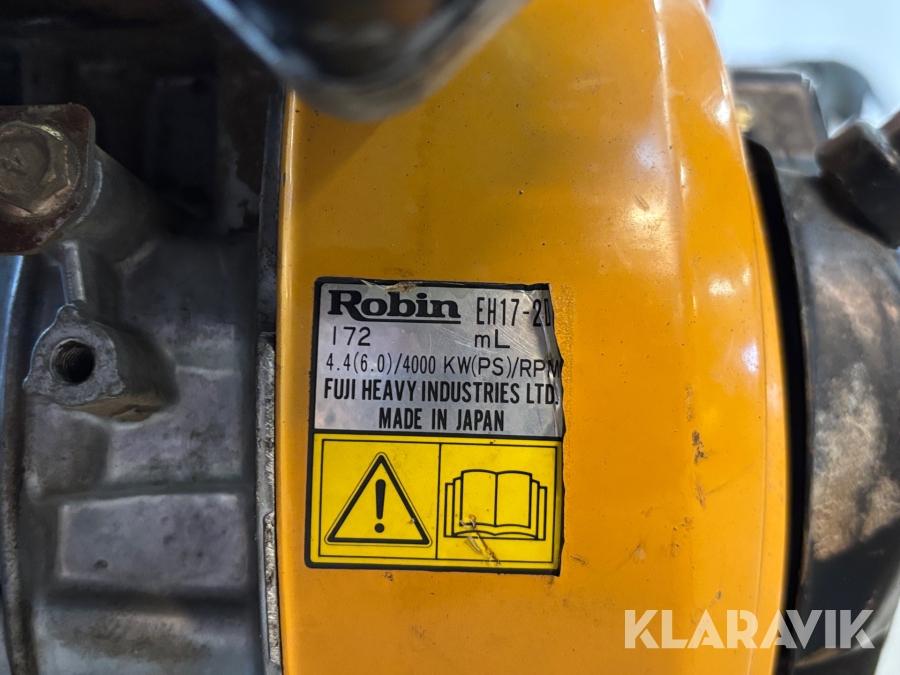 Robin EH17-2D
172 mL
4.4(6.0)/4000 KW(PS)/RPM
FUJI HEAVY INDUSTRIES LTD.
MADE IN JAPAN
KLARAVIK